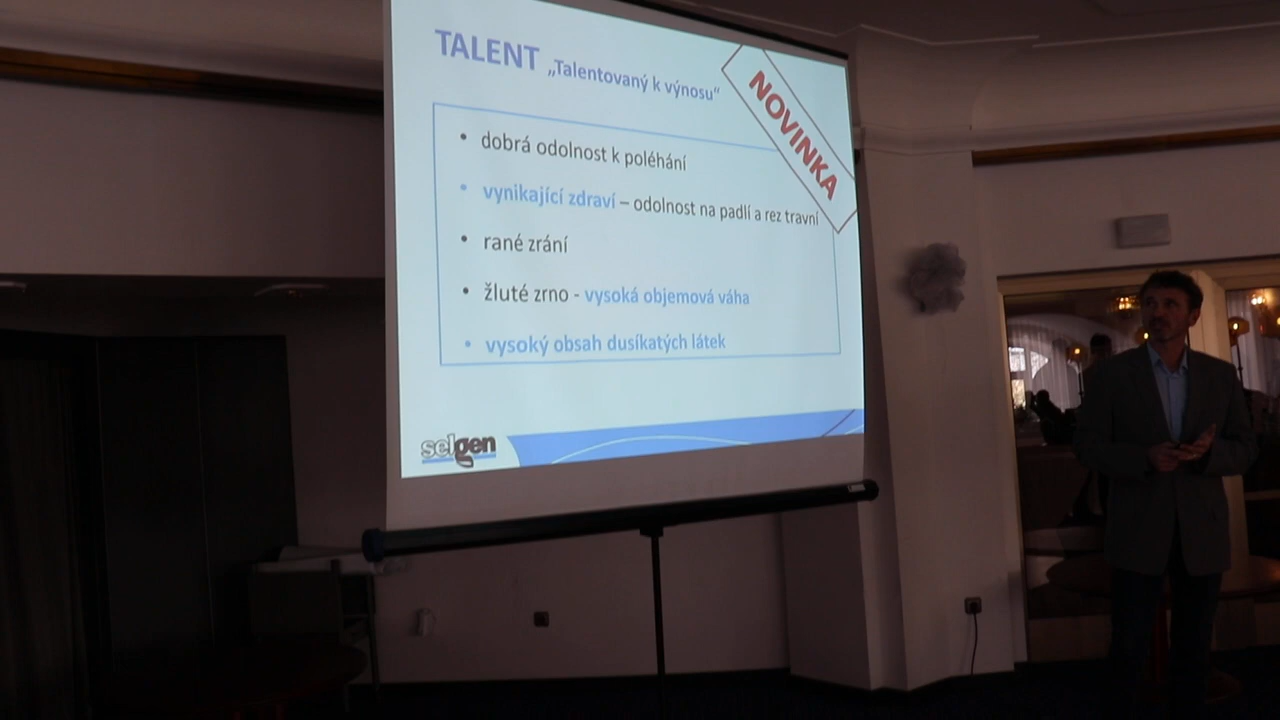 TALENT „Talentovaný k výnosu“
NOVINKA
• dobrá odolnost k poléhání
• vynikající zdraví – odolnost na padlí a rez travní
• rané zrání
• žluté zrno - vysoká objemová váha
• vysoký obsah dusíkatých látek
selgen